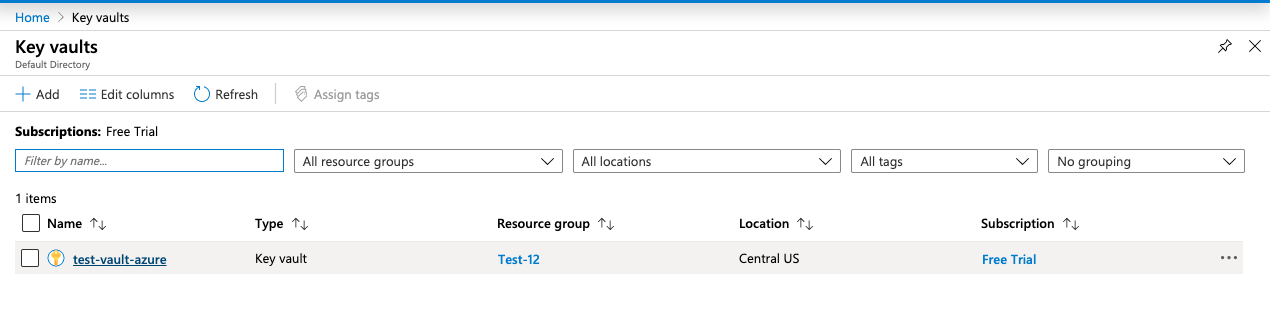 Home > Key vaults
Key vaults
Default Directory
Add Edit columns Refresh Assign tags
Subscriptions: Free Trial
Filter by name... All resource groups All locations All tags No grouping
1 items
Name Type Resource group Location Subscription
test-vault-azure Key vault Test-12 Central US Free Trial